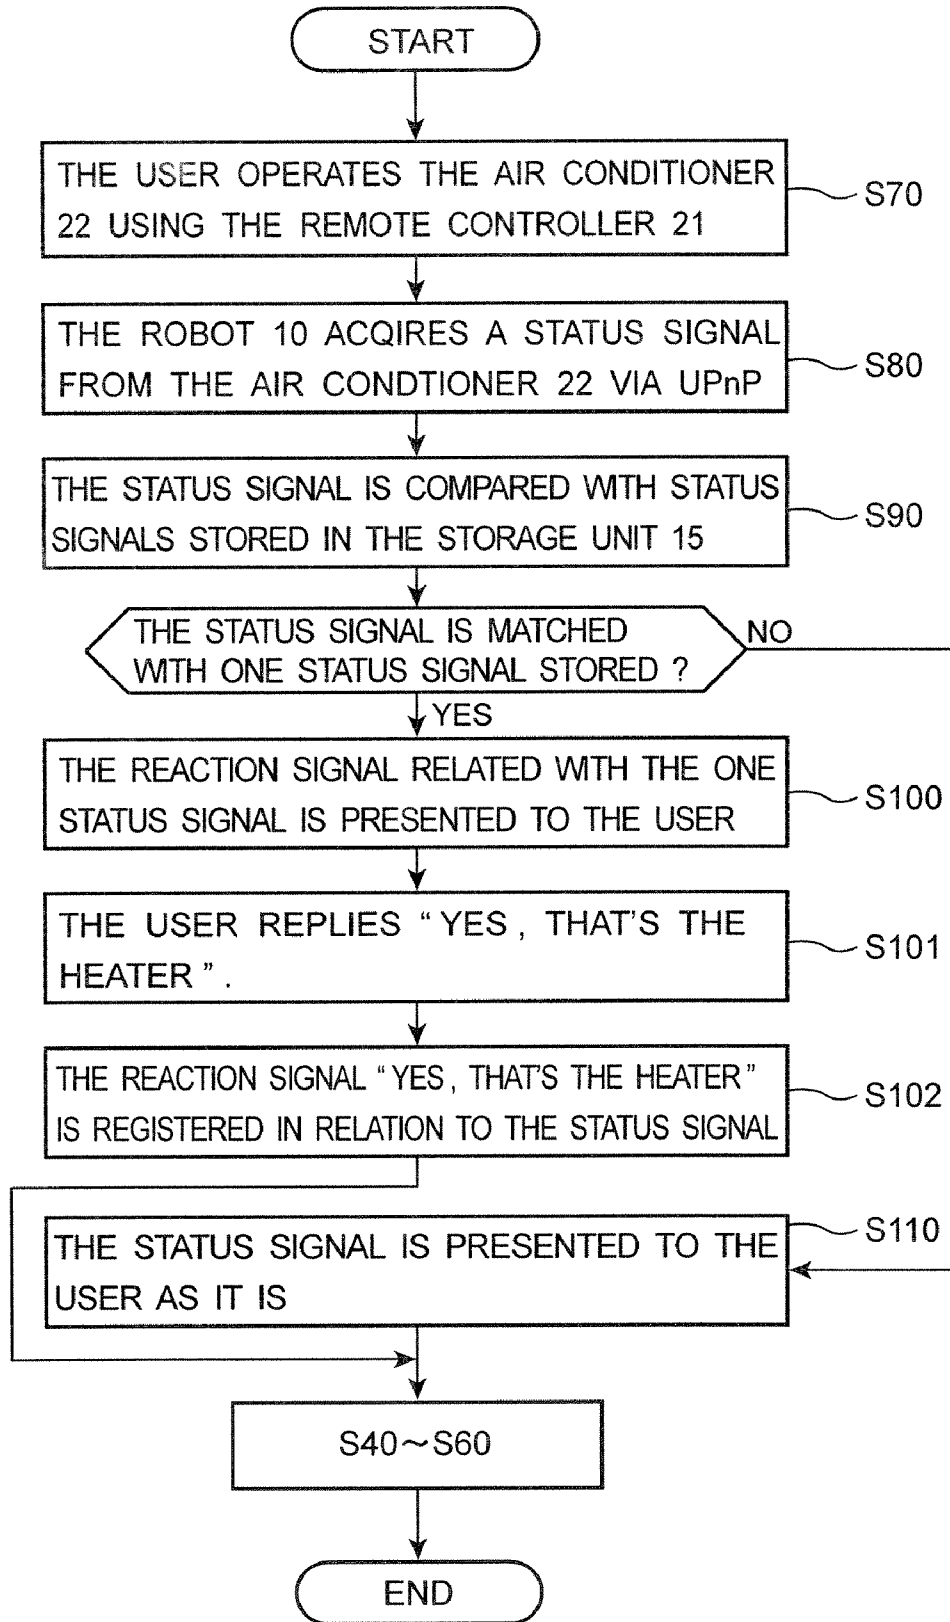 START
THE USER OPERATES THE AIR CONDITIONER
22 USING THE REMOTE CONTROLLER 21
S70
THE ROBOT 10 ACQIRES A STATUS SIGNAL
FROM THE AIR CONDTIONER 22 VIA UPnP
S80
THE STATUS SIGNAL IS COMPARED WITH STATUS
SIGNALS STORED IN THE STORAGE UNIT 15
S90
THE STATUS SIGNAL IS MATCHED
WITH ONE STATUS SIGNAL STORED ?
NO
YES
THE REACTION SIGNAL RELATED WITH THE ONE
STATUS SIGNAL IS PRESENTED TO THE USER
S100
THE USER REPLIES “ YES , THAT'S THE
HEATER ” .
S101
THE REACTION SIGNAL “ YES, THAT'S THE HEATER ”
IS REGISTERED IN RELATION TO THE STATUS SIGNAL
S102
THE STATUS SIGNAL IS PRESENTED TO THE
USER AS IT IS
S110
S40～S60
END